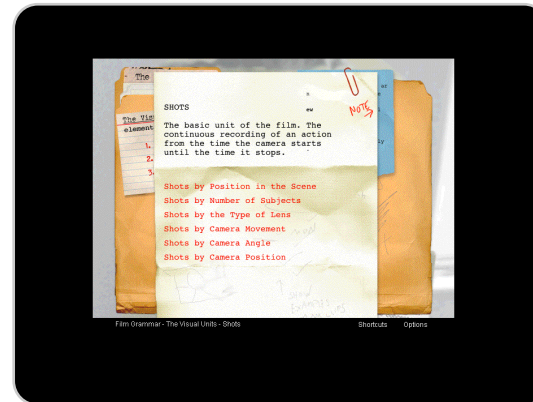 The
The Vis
element
1.
2.
3.
x
ew
ar
NOTE
ly
SHOTS
The basic unit of the film. The
continuous recording of an action
from the time the camera starts
until the time it stops.
Shots by Position in the Scene
Shots by Number of Subjects
Shots by the Type of Lens
Shots by Camera Movement
Shots by Camera Angle
Shots by Camera Position
Film Grammar - The Visual Units - Shots
Shortcuts Options